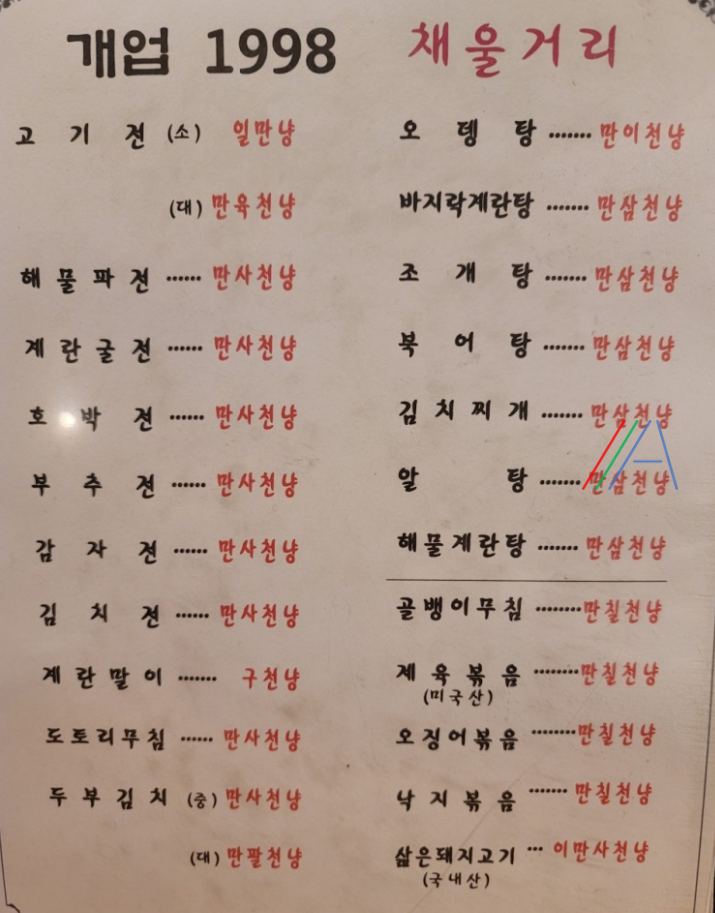 개업 1998
고 기 전 (소) 일만냥
(대) 만육천냥
해 물 파 전 ...... 만사천냥
계 란 굴 전 ...... 만사천냥
호 박 전 ...... 만사천냥
부 추 전 ...... 만사천냥
감 자 전 ...... 만사천냥
김 치 전 ...... 만사천냥
계 란 말 이 ....... 구천냥
도토리무침 ...... 만사천냥
두 부 김 치 (중) 만사천냥
(대) 만팔천냥
채울거리
오 뎅 탕 ....... 만이천냥
바지락계란탕 ....... 만삼천냥
조 개 탕 ....... 만삼천냥
북 어 탕 ....... 만삼천냥
김 치 찌 개 ....... 만삼천냥
알 탕 ....... 만삼천냥
해물계란탕 ....... 만삼천냥
골뱅이무침 ........ 만칠천냥
제 육 볶 음 ........ 만칠천냥
(미국산)
오징어볶음 ........ 만칠천냥
낙 지 볶 음 ....... 만칠천냥
삶은돼지고기 ... 이만사천냥
(국내산)